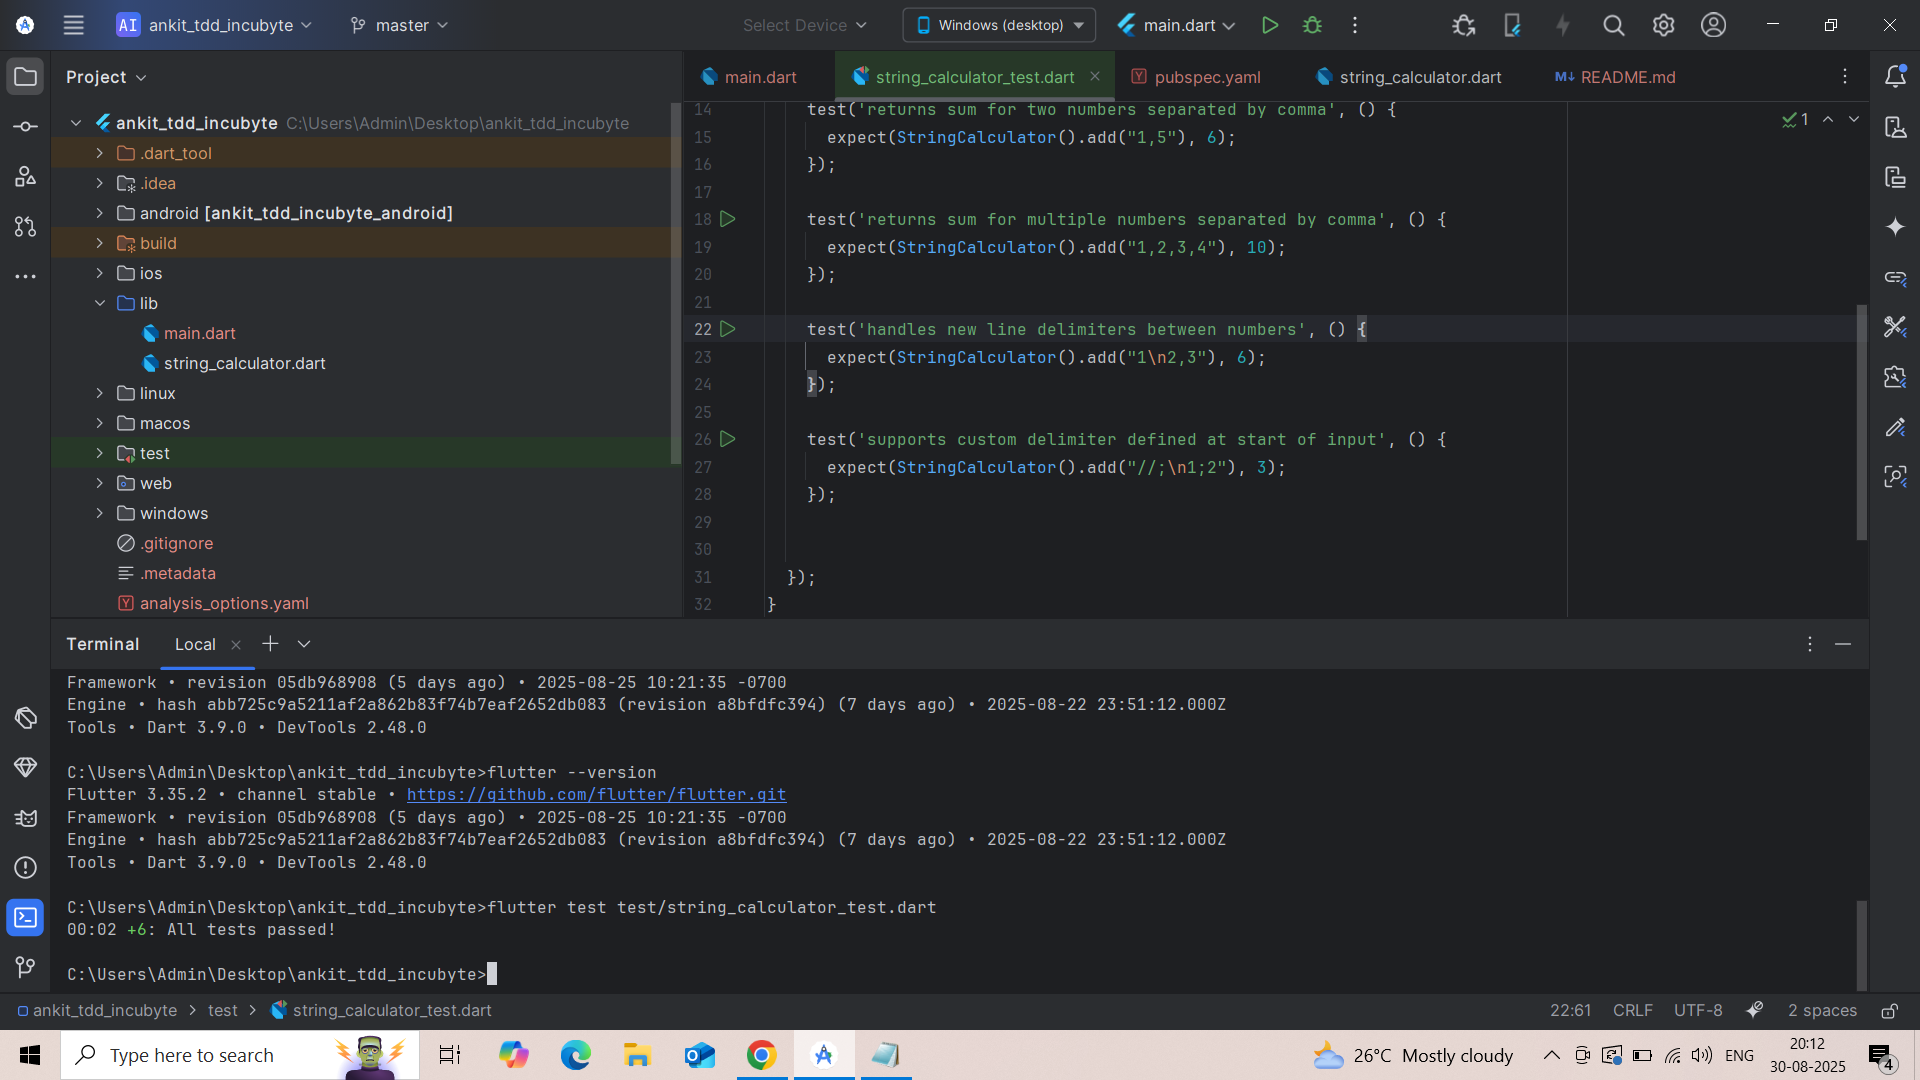 AI ankit_tdd_incubyte
master
Select Device
Windows (desktop)
main.dart
Project
main.dart
string_calculator_test.dart
pubspec.yaml
string_calculator.dart
M↓ README.md
ankit_tdd_incubyte C:\Users\Admin\Desktop\ankit_tdd_incubyte
.dart_tool
.idea
android [ankit_tdd_incubyte_android]
build
ios
lib
main.dart
string_calculator.dart
linux
macos
test
web
windows
.gitignore
.metadata
analysis_options.yaml
1
14 test('returns sum for two numbers separated by comma', () {
15 expect(StringCalculator().add("1,5"), 6);
16 });
17
18 test('returns sum for multiple numbers separated by comma', () {
19 expect(StringCalculator().add("1,2,3,4"), 10);
20 });
21
22 test('handles new line delimiters between numbers', () {
23 expect(StringCalculator().add("1\n2,3"), 6);
24 });
25
26 test('supports custom delimiter defined at start of input', () {
27 expect(StringCalculator().add("//;\n1;2"), 3);
28 });
29
30
31 });
32 }
Terminal
Local
Framework • revision 05db968908 (5 days ago) • 2025-08-25 10:21:35 -0700
Engine • hash abb725c9a5211af2a862b83f74b7eaf2652db083 (revision a8bfdfc394) (7 days ago) • 2025-08-22 23:51:12.000Z
Tools • Dart 3.9.0 • DevTools 2.48.0
C:\Users\Admin\Desktop\ankit_tdd_incubyte>flutter --version
Flutter 3.35.2 • channel stable • https://github.com/flutter/flutter.git
Framework • revision 05db968908 (5 days ago) • 2025-08-25 10:21:35 -0700
Engine • hash abb725c9a5211af2a862b83f74b7eaf2652db083 (revision a8bfdfc394) (7 days ago) • 2025-08-22 23:51:12.000Z
Tools • Dart 3.9.0 • DevTools 2.48.0
C:\Users\Admin\Desktop\ankit_tdd_incubyte>flutter test test/string_calculator_test.dart
00:02 +6: All tests passed!
C:\Users\Admin\Desktop\ankit_tdd_incubyte>
ankit_tdd_incubyte > test > string_calculator_test.dart
22:61 CRLF UTF-8 2 spaces
Type here to search
26°C Mostly cloudy
ENG
20:12
30-08-2025
4